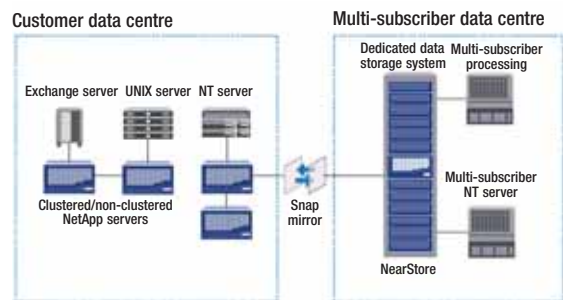 Customer data centre
Multi-subscriber data centre
Exchange server
UNIX server
NT server
Clustered/non-clustered
NetApp servers
Snap
mirror
Dedicated data
storage system
Multi-subscriber
processing
Multi-subscriber
NT server
NearStore